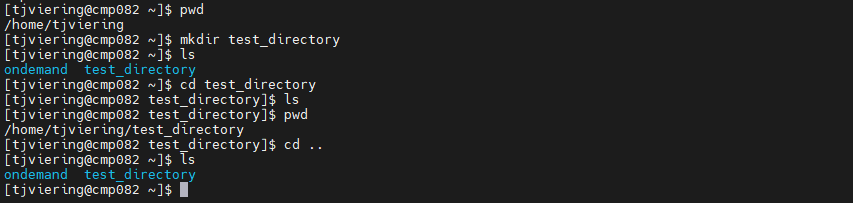 [tjviering@cmp082 ~]$ pwd
/home/tjviering
[tjviering@cmp082 ~]$ mkdir test_directory
[tjviering@cmp082 ~]$ ls
ondemand  test_directory
[tjviering@cmp082 ~]$ cd test_directory
[tjviering@cmp082 test_directory]$ ls
[tjviering@cmp082 test_directory]$ pwd
/home/tjviering/test_directory
[tjviering@cmp082 test_directory]$ cd ..
[tjviering@cmp082 ~]$ ls
ondemand  test_directory
[tjviering@cmp082 ~]$